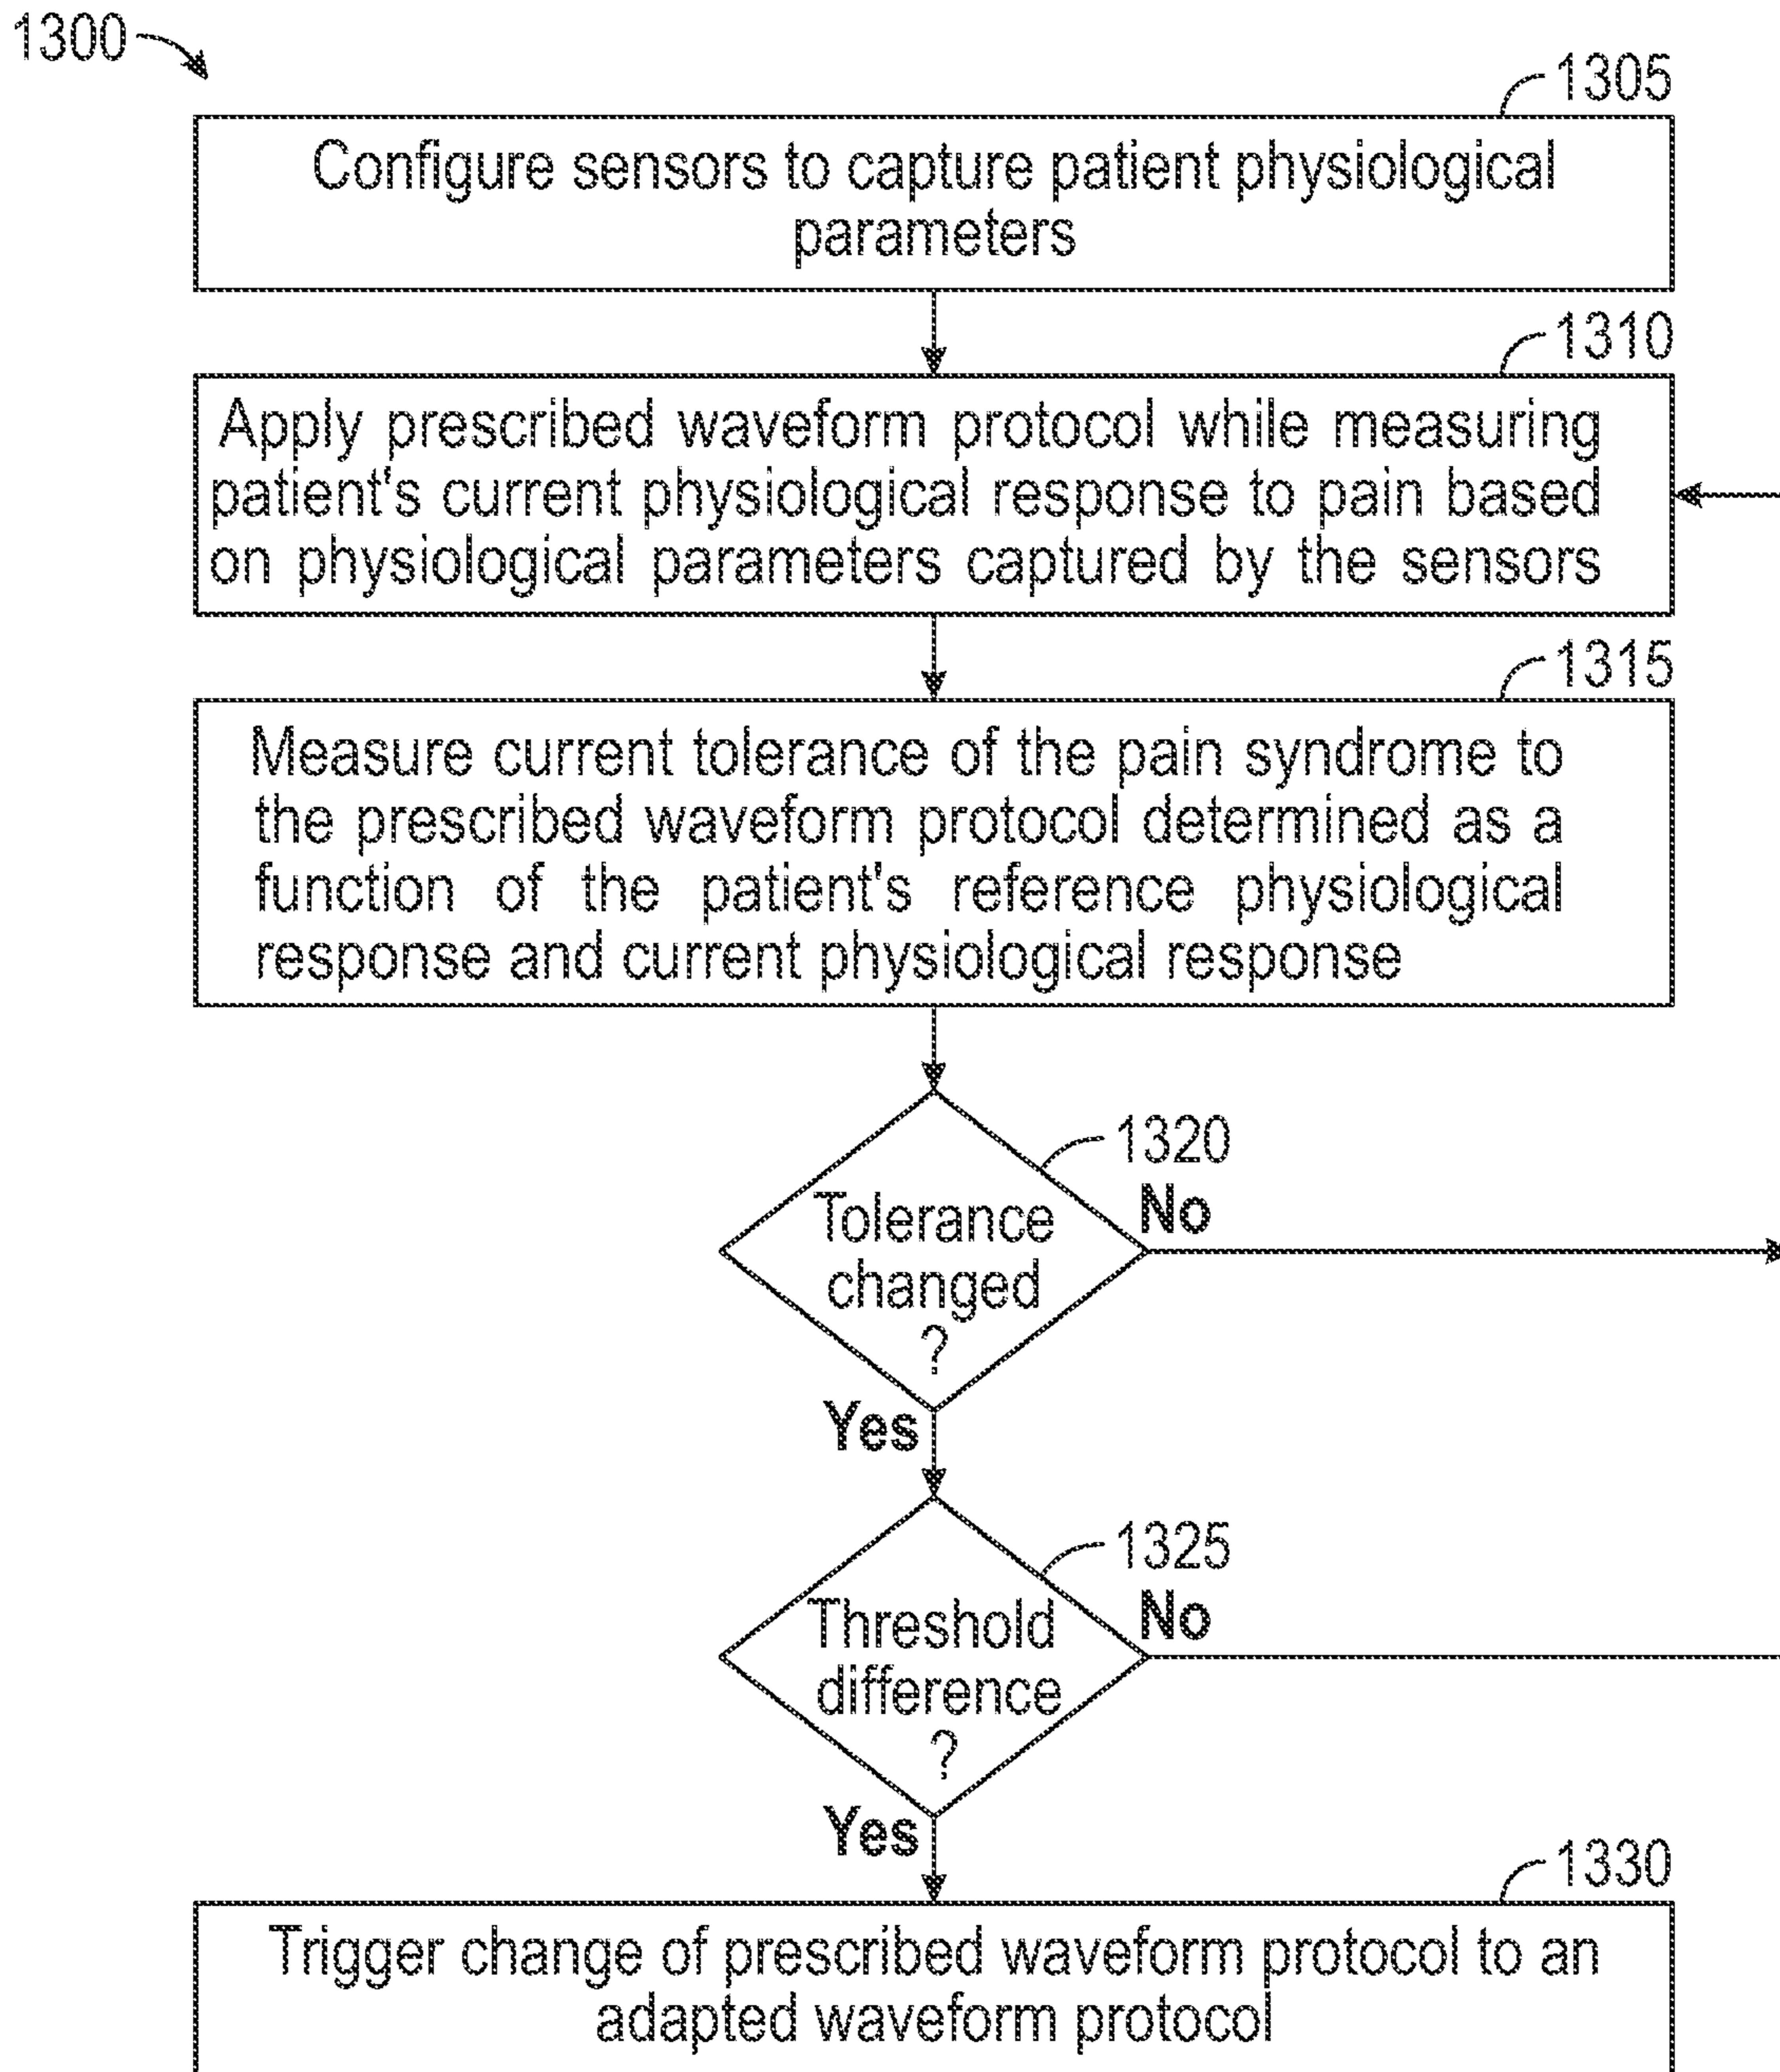 1300
1305
Configure sensors to capture patient physiological
parameters
1310
Apply prescribed waveform protocol while measuring
patient's current physiological response to pain based
on physiological parameters captured by the sensors
1315
Measure current tolerance of the pain syndrome to
the prescribed waveform protocol determined as a
function of the patient's reference physiological
response and current physiological response
1320
No
Tolerance
changed
?
Yes
1325
No
Threshold
difference
?
Yes
1330
Trigger change of prescribed waveform protocol to an
adapted waveform protocol